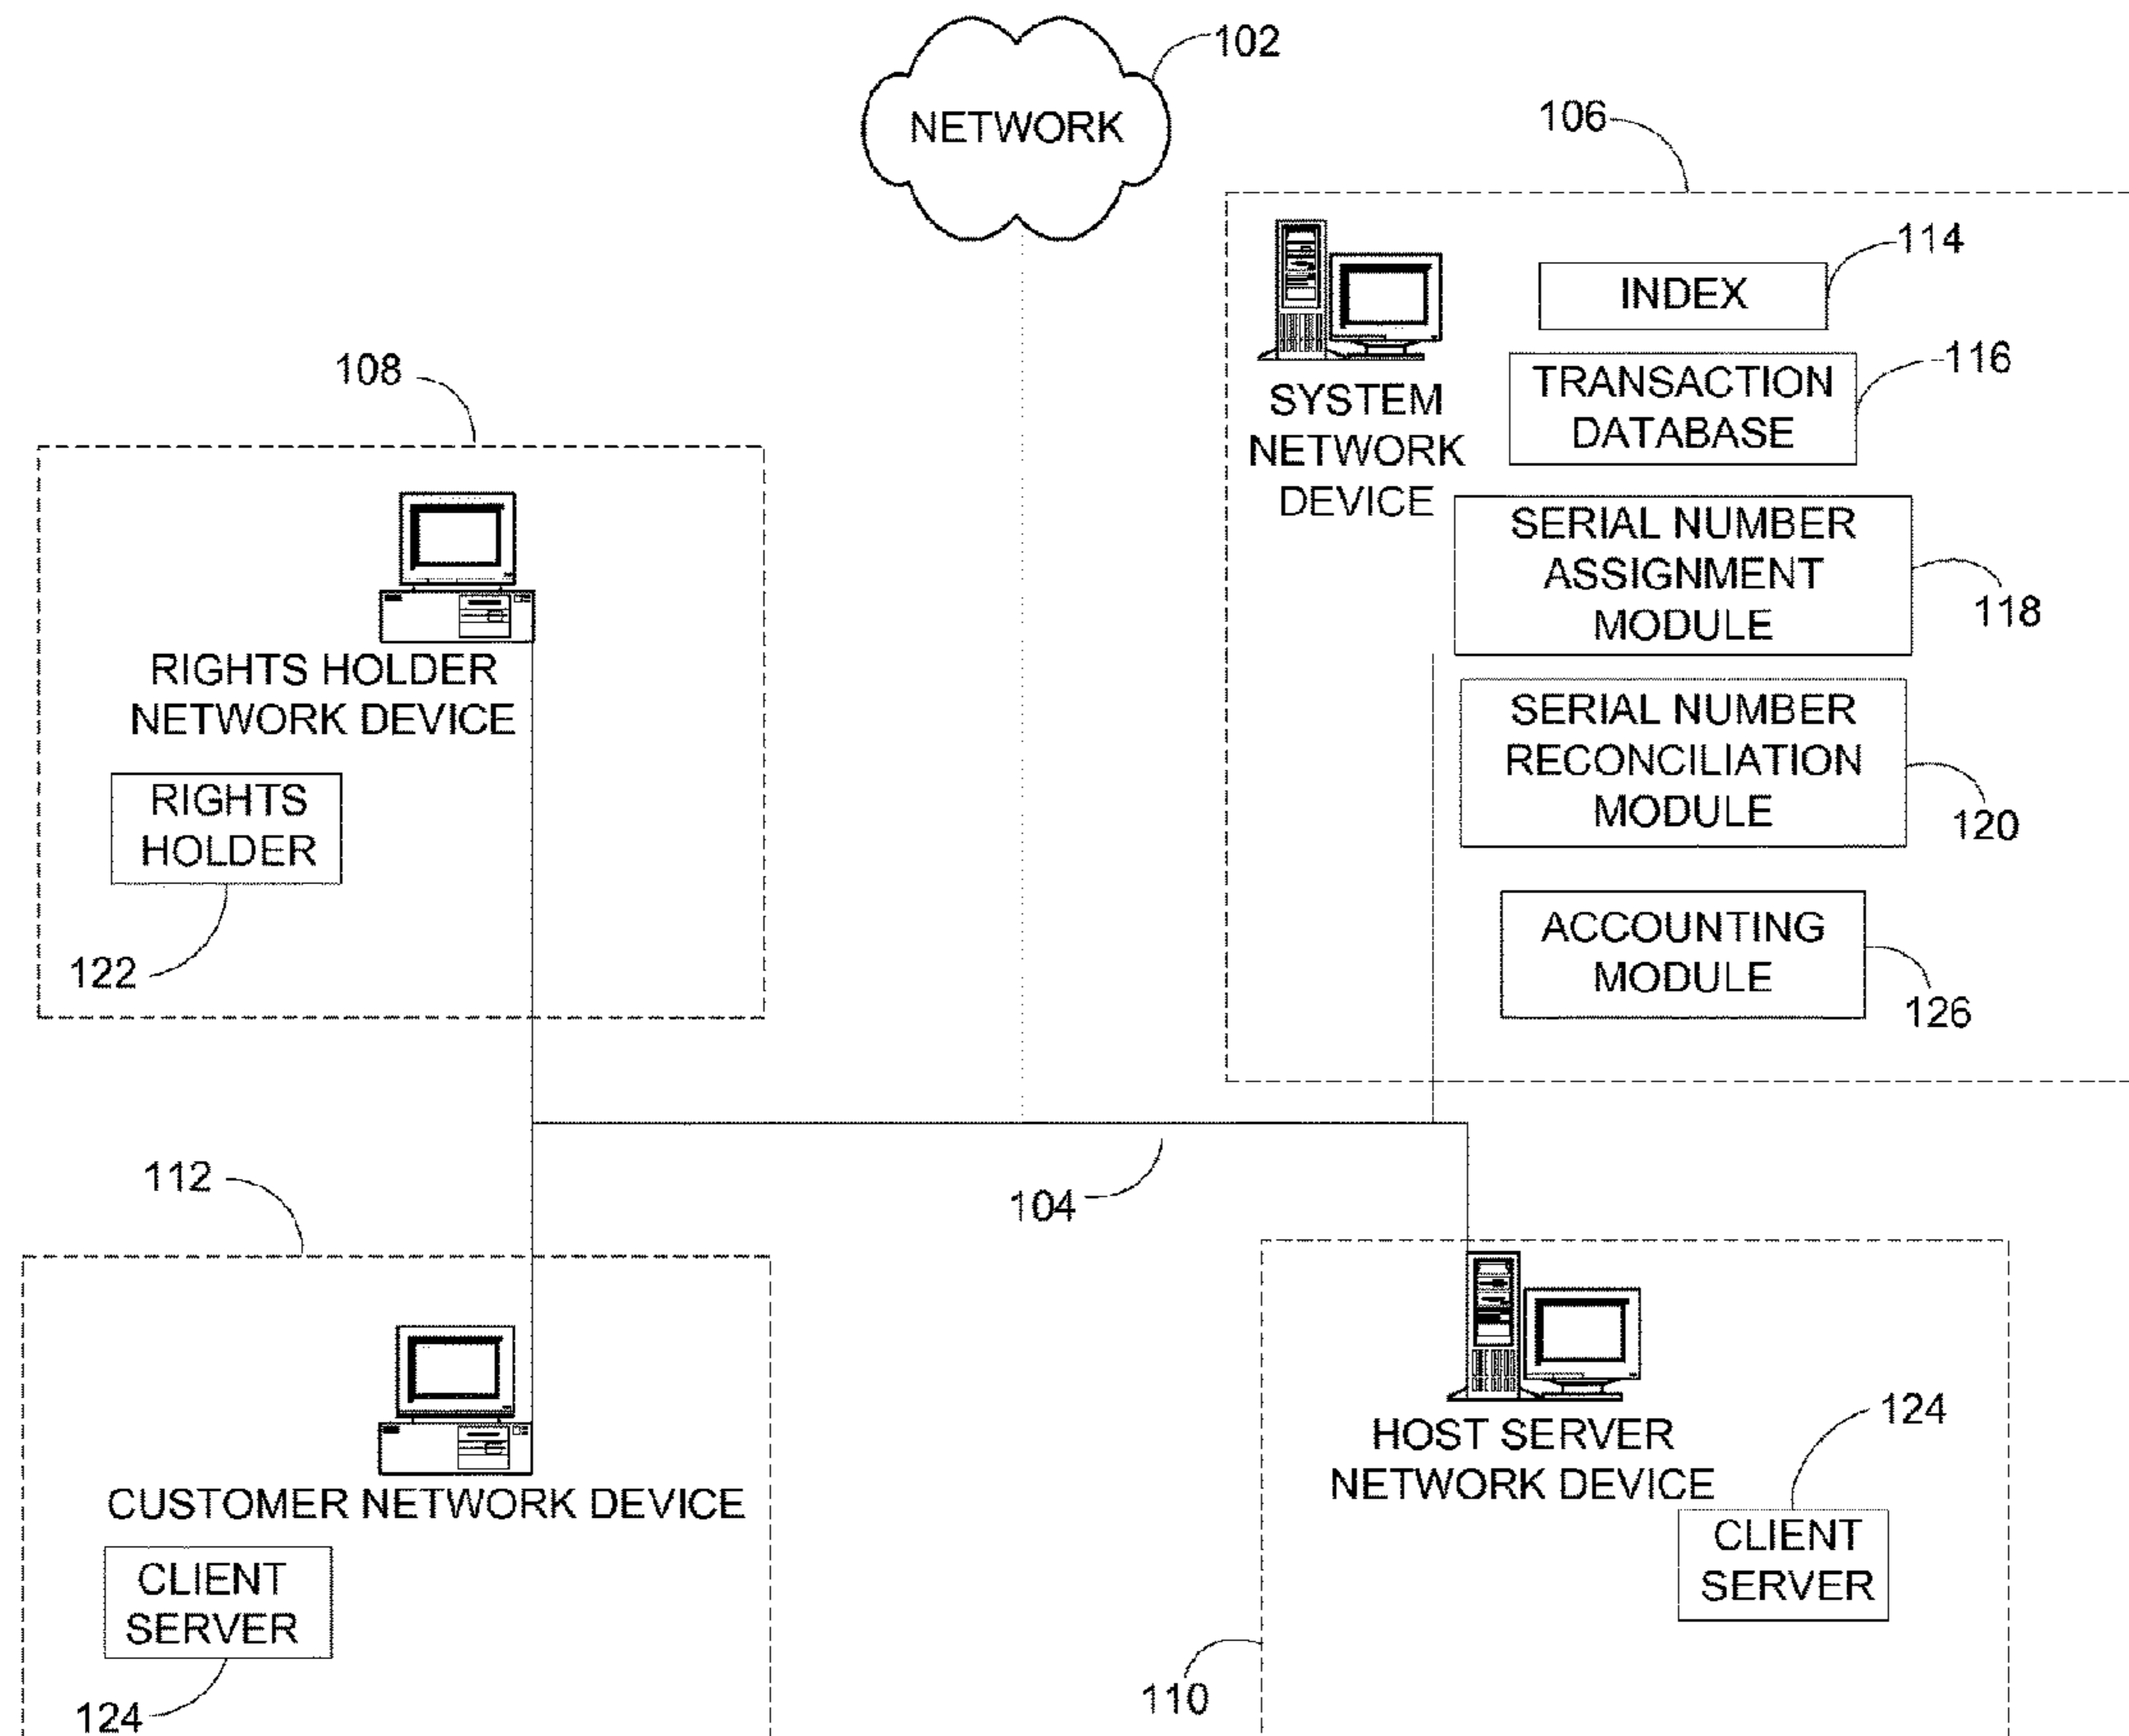 102
NETWORK
106
114
INDEX
116
TRANSACTION
DATABASE
SYSTEM
NETWORK
DEVICE
SERIAL NUMBER
ASSIGNMENT
MODULE
118
SERIAL NUMBER
RECONCILIATION
MODULE
120
ACCOUNTING
MODULE
126
108
RIGHTS HOLDER
NETWORK DEVICE
RIGHTS
HOLDER
122
104
112
CUSTOMER NETWORK DEVICE
CLIENT
SERVER
124
HOST SERVER
NETWORK DEVICE
124
CLIENT
SERVER
110